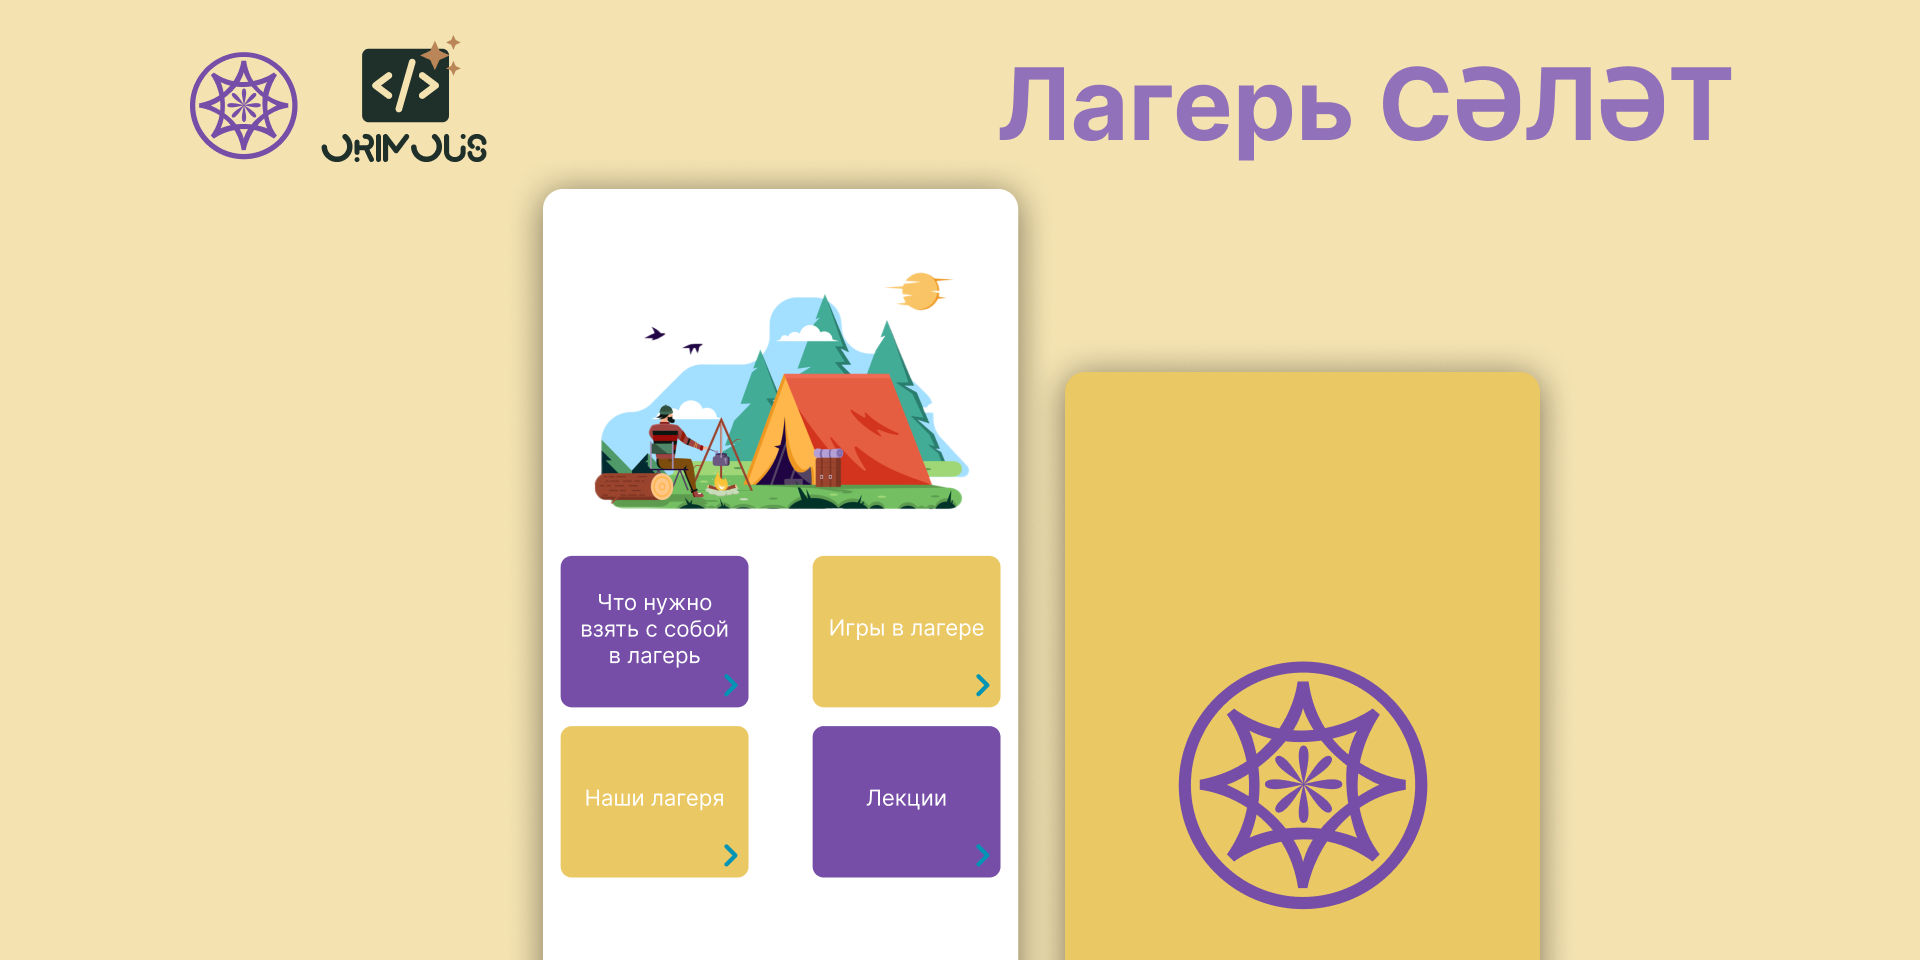 </>
ORIMOUS
Лагерь СӘЛӘТ
Что нужно
взять с собой
в лагерь
Игры в лагере
Наши лагеря
Лекции